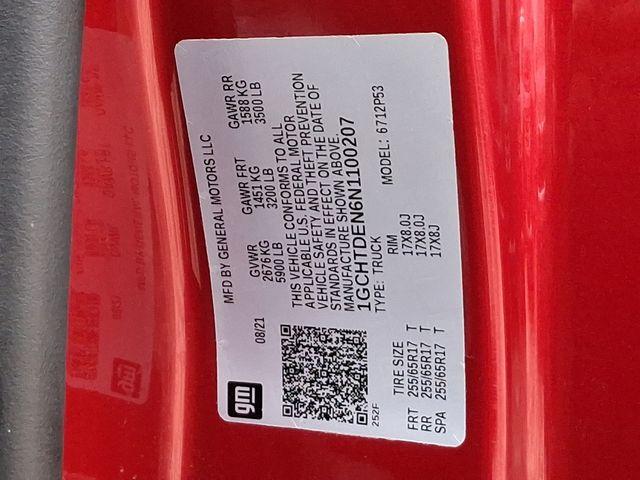 gm
08/21
MFD BY GENERAL MOTORS LLC
GVWR GAWR FRT GAWR RR
2676 KG 1451 KG 1588 KG
5900 LB 3200 LB 3500 LB
THIS VEHICLE CONFORMS TO ALL
APPLICABLE U.S. FEDERAL MOTOR
VEHICLE SAFETY AND THEFT PREVENTION
STANDARDS IN EFFECT ON THE DATE OF
MANUFACTURE SHOWN ABOVE.
1GCHTDEN6N1100207
TYPE: TRUCK MODEL: 6712P53
252F
TIRE SIZE RIM
FRT 255/65R17 T 17X8.0J
RR 255/65R17 T 17X8.0J
SPA 255/65R17 T 17X8J